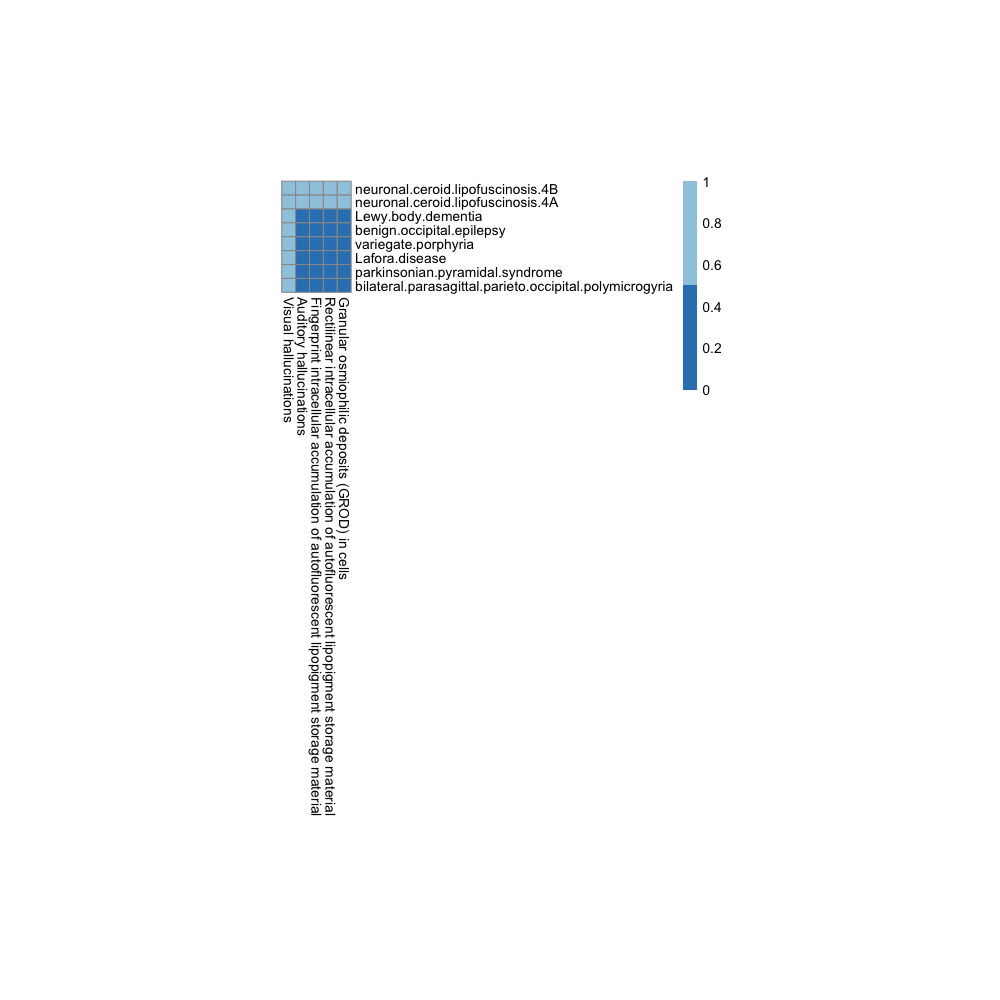 neuronal.ceroid.lipofuscinosis.4B
neuronal.ceroid.lipofuscinosis.4A
Lewy.body.dementia
benign.occipital.epilepsy
variegate.porphyria
Lafora.disease
parkinsonian.pyramidal.syndrome
bilateral.parasagittal.parieto.occipital.polymicrogyria
1
0.8
0.6
0.4
0.2
0
Visual hallucinations
Auditory hallucinations
Fingerprint intracellular accumulation of autofluorescent lipopigment storage material
Rectilinear intracellular accumulation of autofluorescent lipopigment storage material
Granular osmiophilic deposits (GROD) in cells